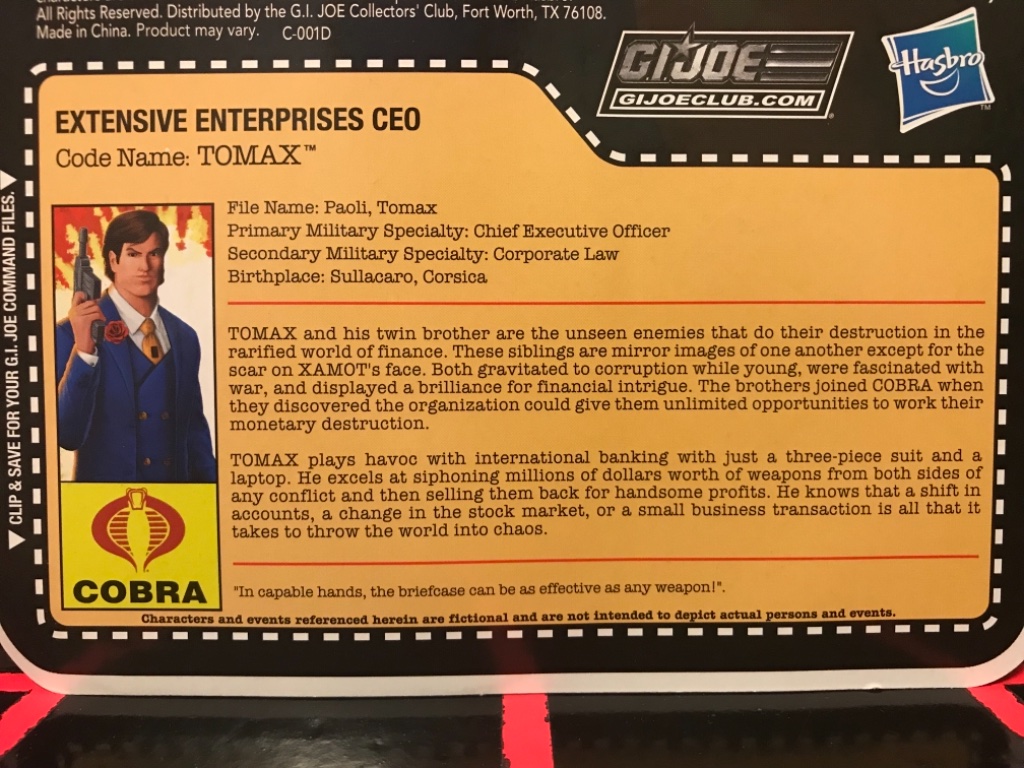 All Rights Reserved. Distributed by the G.I. JOE Collectors' Club, Fort Worth, TX 76108.
Made in China. Product may vary. C-001D
GI JOE
GIJOECLUB.COM
Hasbro
TM
EXTENSIVE ENTERPRISES CEO
Code Name: TOMAX™
CLIP & SAVE FOR YOUR G.I. JOE COMMAND FILES.
File Name: Paoli, Tomax
Primary Military Specialty: Chief Executive Officer
Secondary Military Specialty: Corporate Law
Birthplace: Sullacaro, Corsica
TOMAX and his twin brother are the unseen enemies that do their destruction in the
rarified world of finance. These siblings are mirror images of one another except for the
scar on XAMOT's face. Both gravitated to corruption while young, were fascinated with
war, and displayed a brilliance for financial intrigue. The brothers joined COBRA when
they discovered the organization could give them unlimited opportunities to work their
monetary destruction.
TOMAX plays havoc with international banking with just a three-piece suit and a
laptop. He excels at siphoning millions of dollars worth of weapons from both sides of
any conflict and then selling them back for handsome profits. He knows that a shift in
accounts, a change in the stock market, or a small business transaction is all that it
takes to throw the world into chaos.
COBRA
"In capable hands, the briefcase can be as effective as any weapon!".
Characters and events referenced herein are fictional and are not intended to depict actual persons and events.